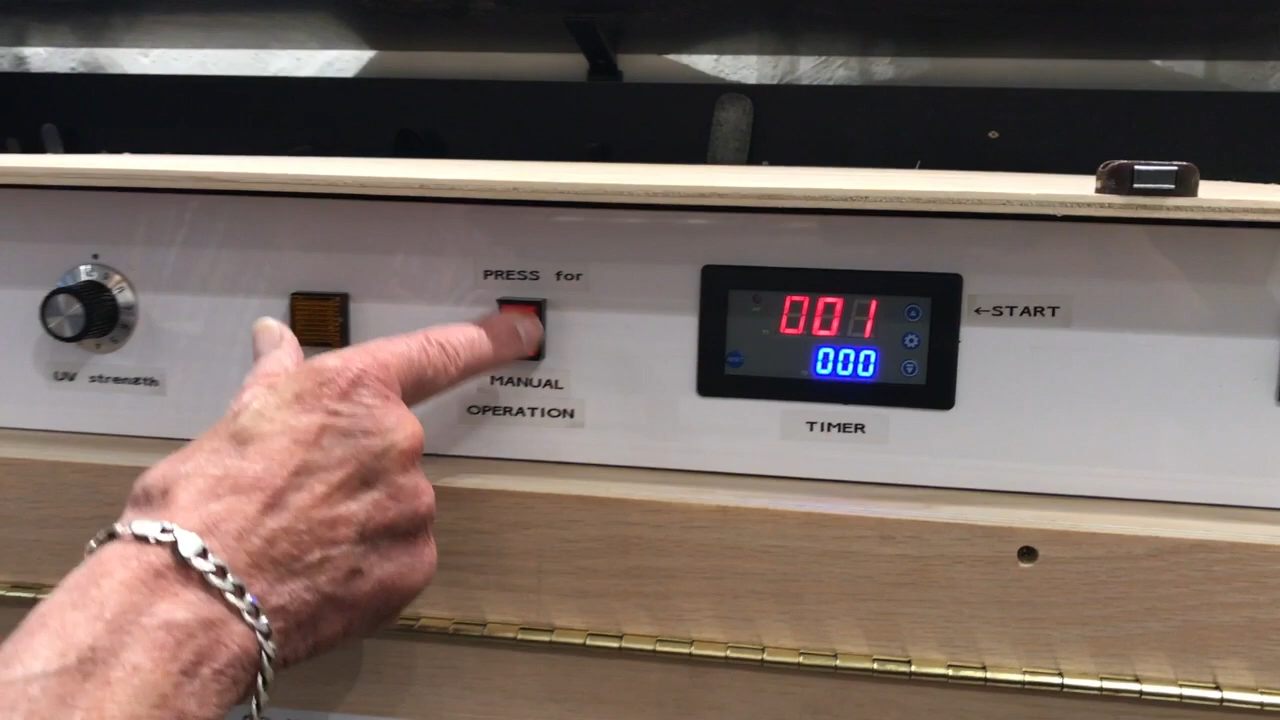 PRESS for
001
←START
000
UV strength
MANUAL
OPERATION
TIMER